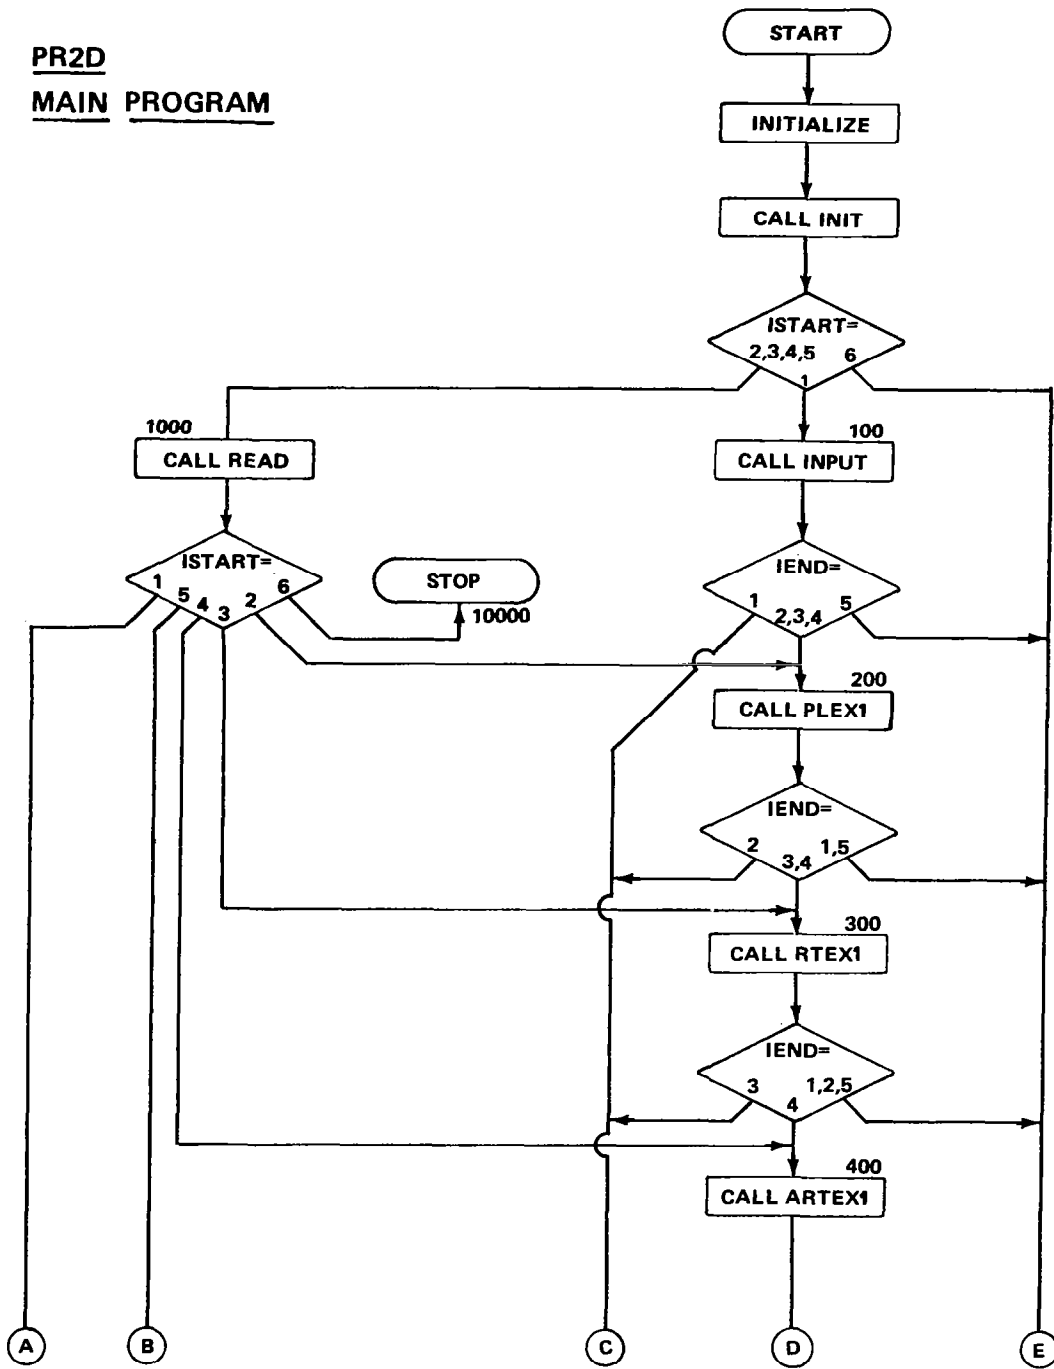 PR2D
MAIN PROGRAM
START
INITIALIZE
CALL INIT
ISTART=
2,3,4,5 6
1
1000
CALL READ
100
CALL INPUT
ISTART=
1 5 4 3 2 6
STOP
10000
IEND=
1 2,3,4 5
200
CALL PLEX1
IEND=
2 3,4 1,5
300
CALL RTEX1
IEND=
3 4 1,2,5
400
CALL ARTEX1
A B C D E